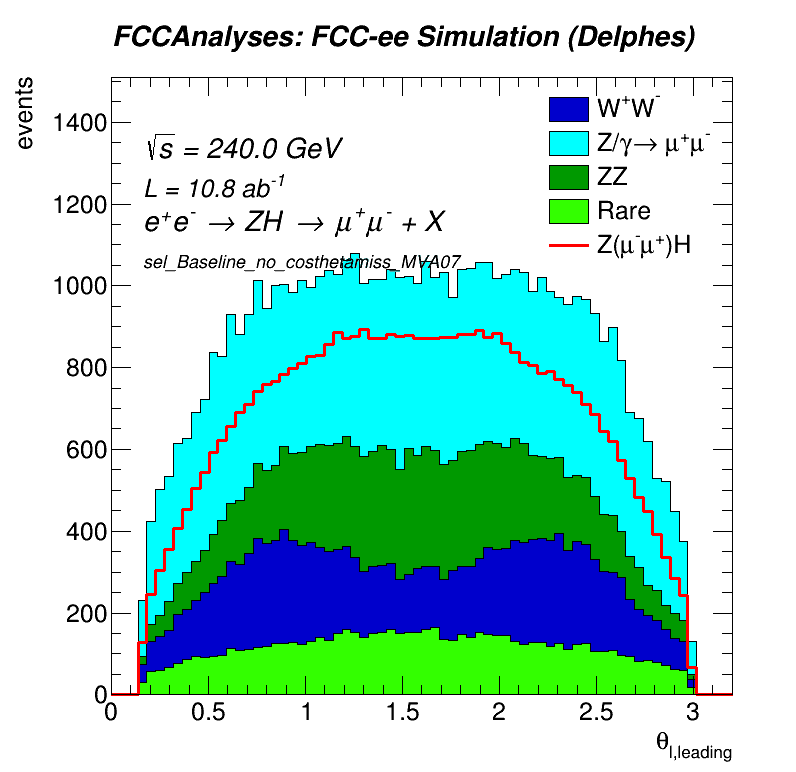 FCCAnalyses: FCC-ee Simulation (Delphes)
events
√s = 240.0 GeV
L = 10.8 ab⁻¹
e⁺e⁻ → ZH → μ⁺μ⁻ + X
sel_Baseline_no_costhetamiss_MVA07
W⁺W⁻
Z/γ→ μ⁺μ⁻
ZZ
Rare
Z(μ⁻μ⁺)H
1400
1200
1000
800
600
400
200
0
0 0.5 1 1.5 2 2.5 3
θl,leading